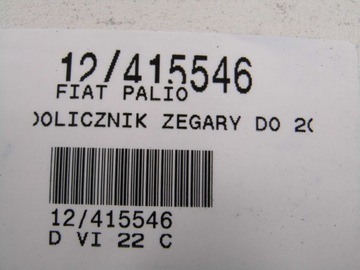 12/415546
FIAT PALIO
OLICZNIK ZEGARY DO 20
12/415546
D VI 22 C